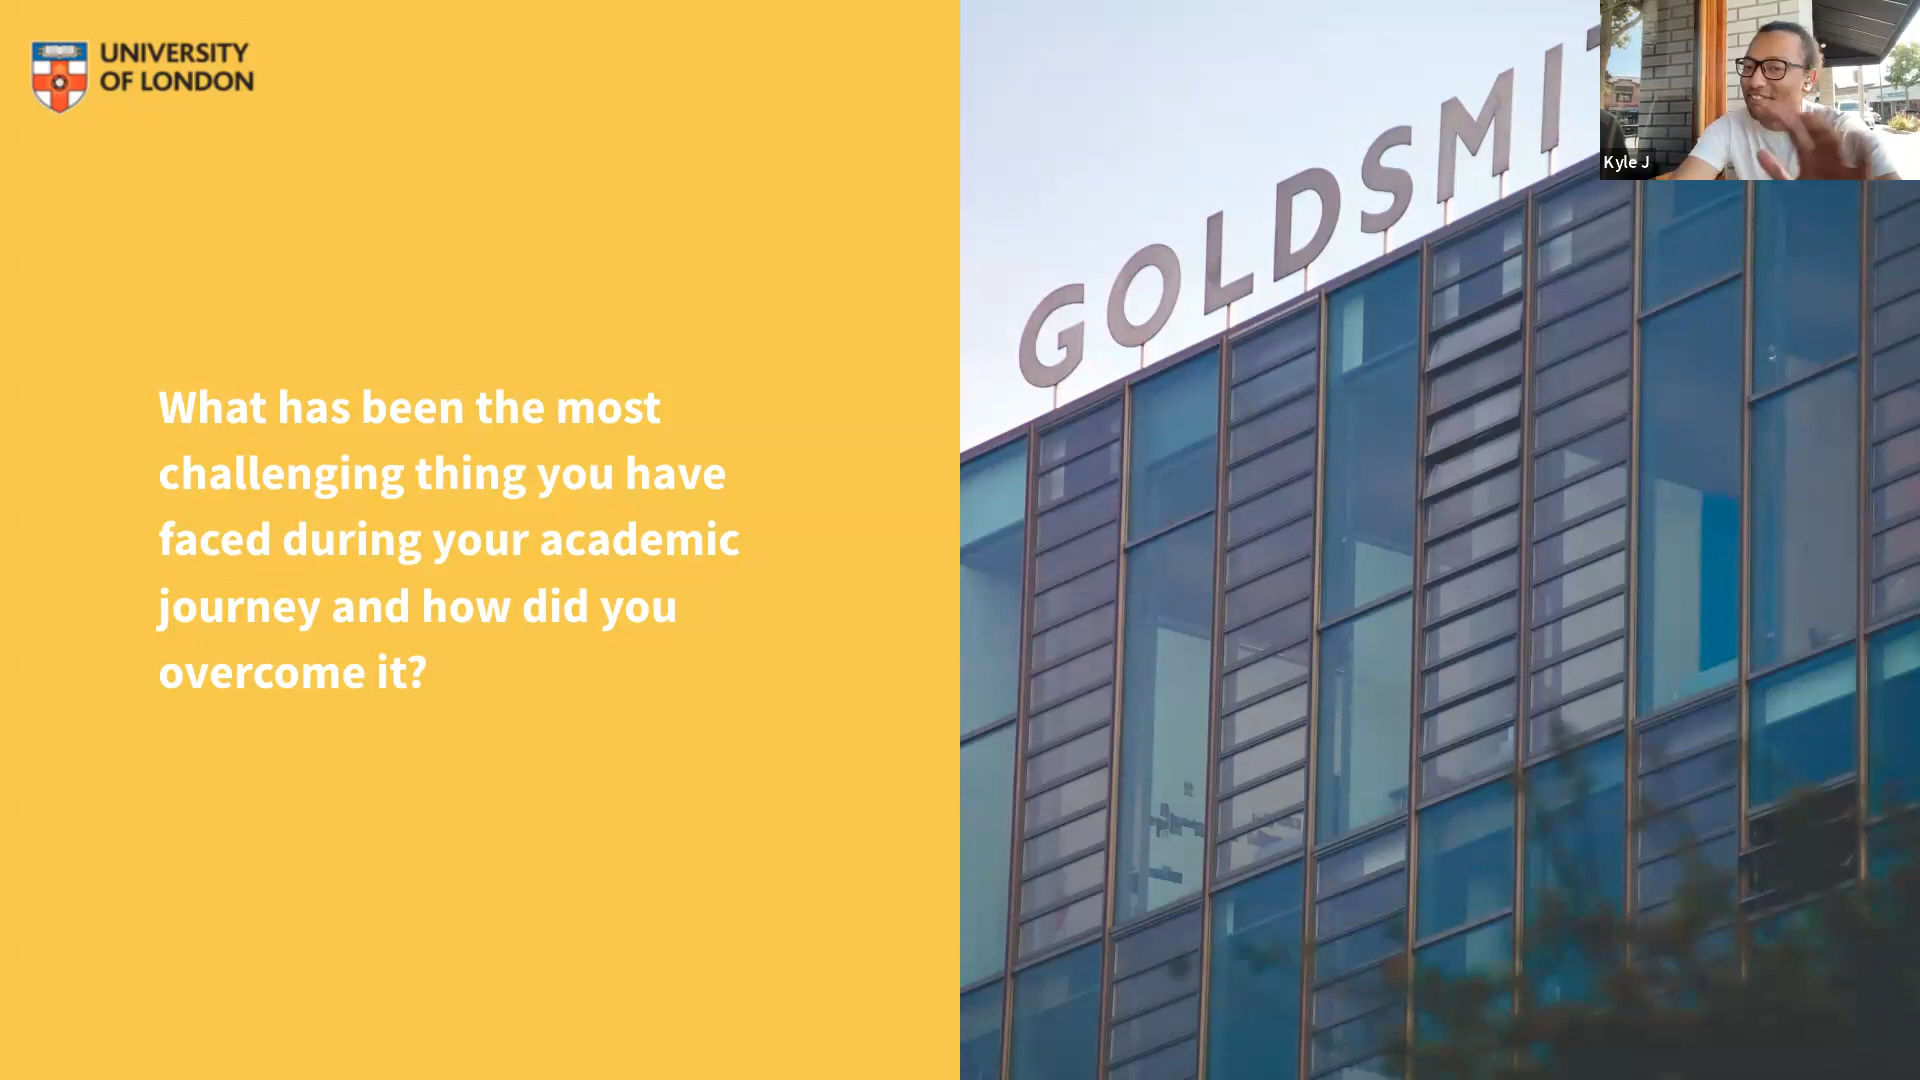 UNIVERSITY
OF LONDON
What has been the most
challenging thing you have
faced during your academic
journey and how did you
overcome it?
GOLDSMI
Kyle J